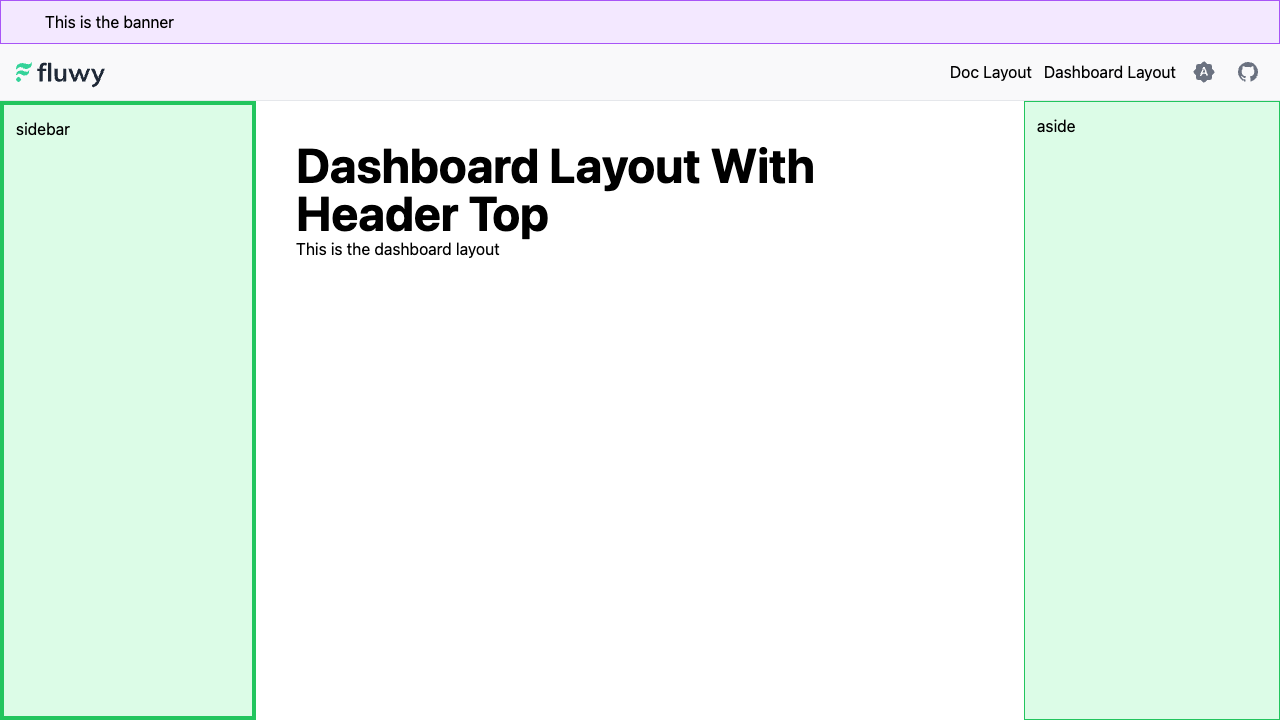 This is the banner
fluwy
Doc Layout
Dashboard Layout
A
sidebar
Dashboard Layout With
Header Top
This is the dashboard layout
aside